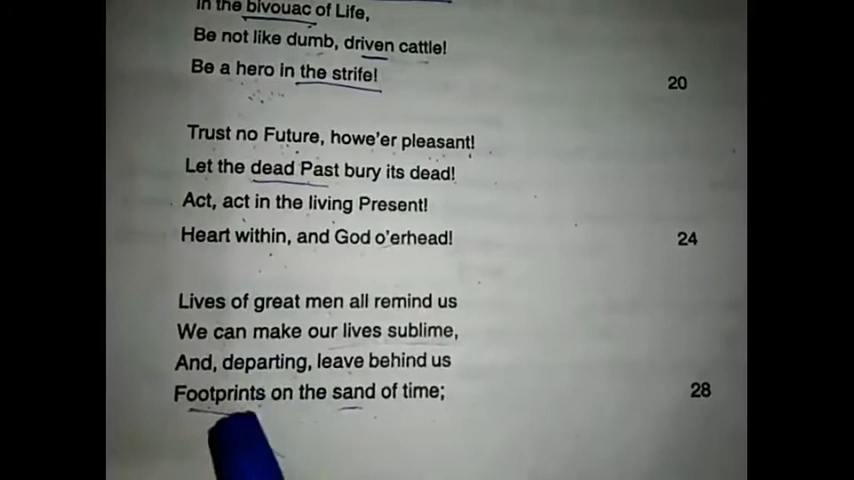 In the bivouac of Life,
Be not like dumb, driven cattle!
Be a hero in the strife!
20
Trust no Future, howe'er pleasant!
Let the dead Past bury its dead!
Act, act in the living Present!
Heart within, and God o'erhead!
24
Lives of great men all remind us
We can make our lives sublime,
And, departing, leave behind us
Footprints on the sand of time;
28